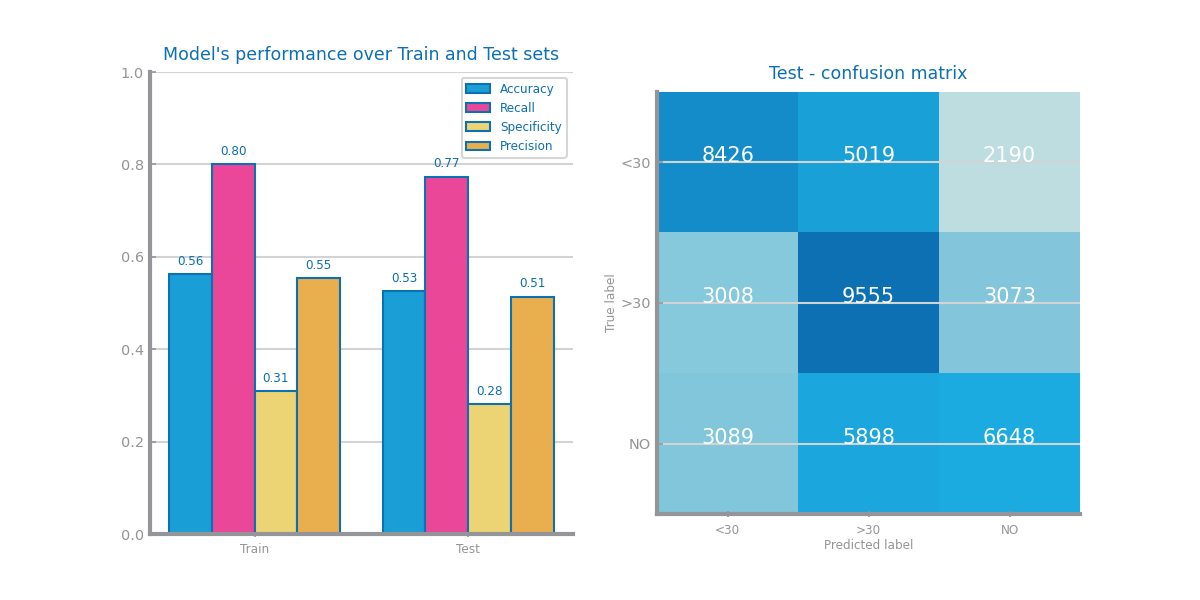 Model's performance over Train and Test sets
1.0
0.8
0.6
0.4
0.2
0.0
Accuracy
Recall
Specificity
Precision
0.56
0.80
0.31
0.55
0.53
0.77
0.28
0.51
Train
Test
Test - confusion matrix
True label
<30
>30
NO
8426 5019 2190
3008 9555 3073
3089 5898 6648
<30 >30 NO
Predicted label